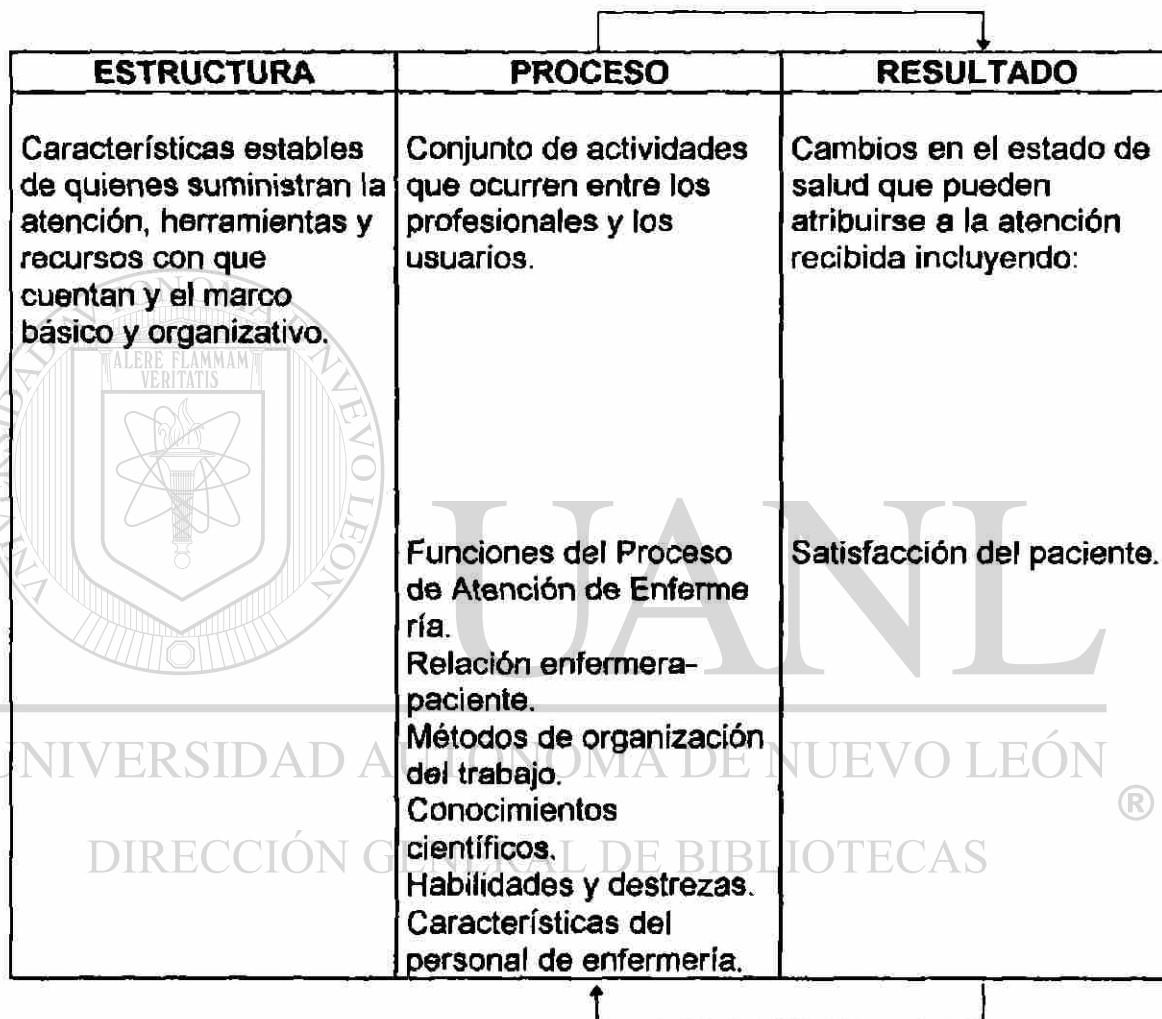 ESTRUCTURA
Características estables
de quienes suministran la
atención, herramientas y
recursos con que
cuentan y el marco
básico y organizativo.
PROCESO
Conjunto de actividades
que ocurren entre los
profesionales y los
usuarios.
Funciones del Proceso
de Atención de Enferme
ría.
Relación enfermera-
paciente.
Métodos de organización
del trabajo.
Conocimientos
científicos.
Habilidades y destrezas.
Características del
personal de enfermería.
RESULTADO
Cambios en el estado de
salud que pueden
atribuirse a la atención
recibida incluyendo:
Satisfacción del paciente.
ALERE FLAMMAM
VERITATIS
UANL
UNIVERSIDAD AUTÓNOMA DE NUEVO LEÓN
®
DIRECCIÓN GENERAL DE BIBLIOTECAS